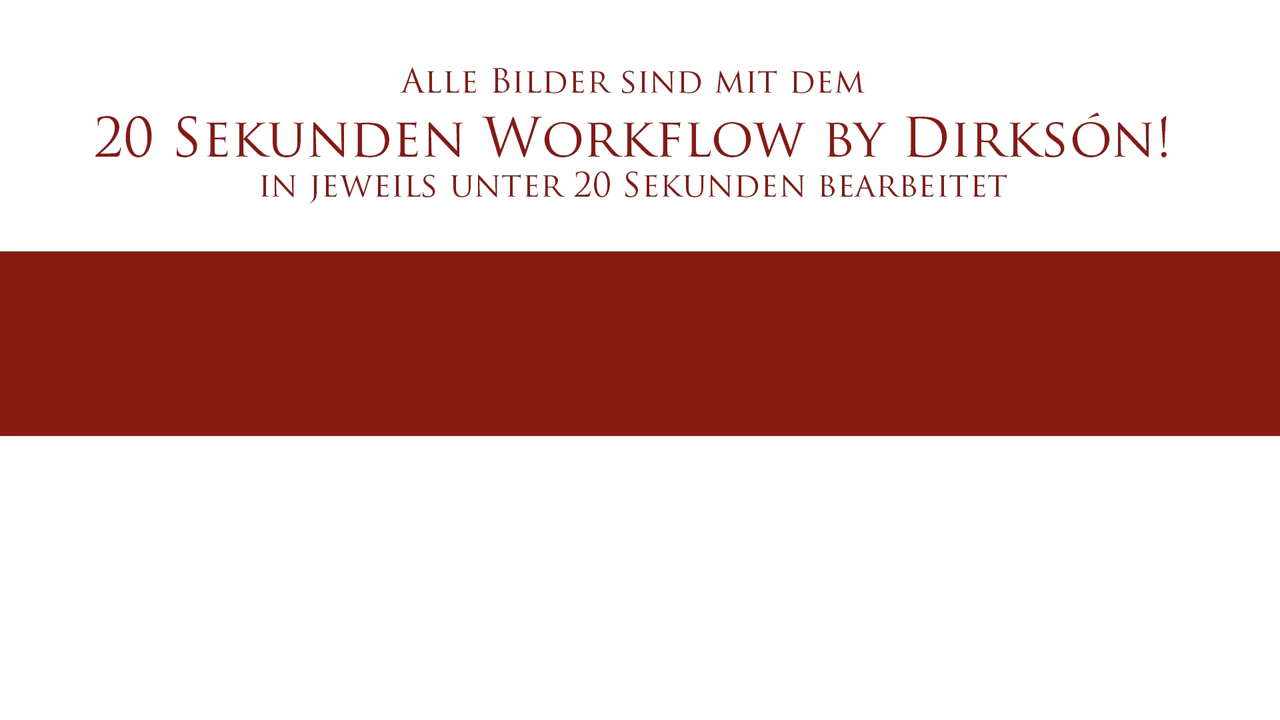 Alle Bilder sind mit dem
20 Sekunden Workflow by Dirksón!
in jeweils unter 20 Sekunden bearbeitet